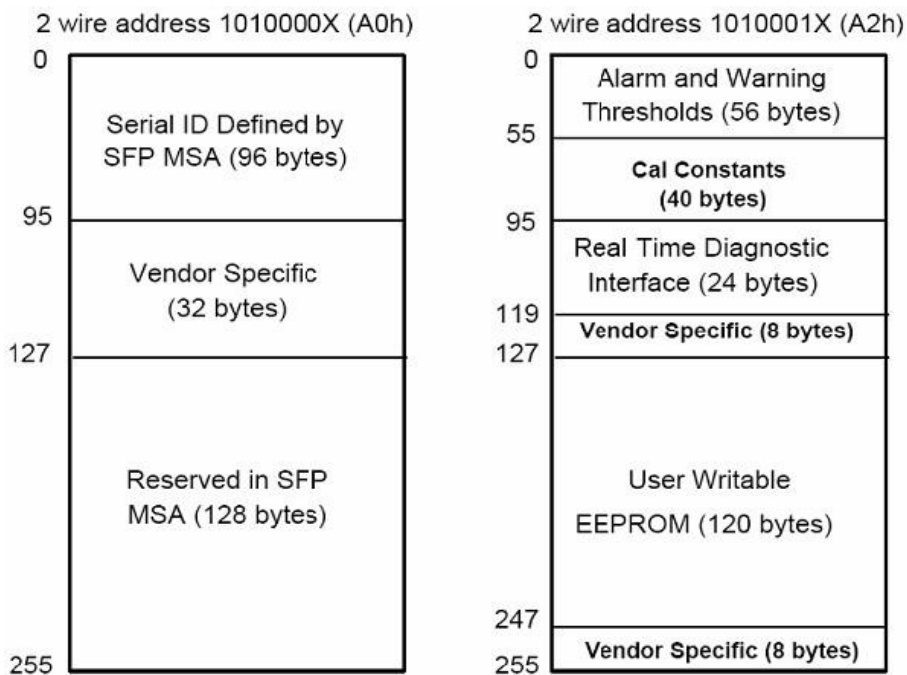 2 wire address 1010000X (A0h)
0
Serial ID Defined by
SFP MSA (96 bytes)
95
Vendor Specific
(32 bytes)
127
Reserved in SFP
MSA (128 bytes)
255
2 wire address 1010001X (A2h)
0
Alarm and Warning
Thresholds (56 bytes)
55
Cal Constants
(40 bytes)
95
Real Time Diagnostic
Interface (24 bytes)
119
Vendor Specific (8 bytes)
127
User Writable
EEPROM (120 bytes)
247
Vendor Specific (8 bytes)
255